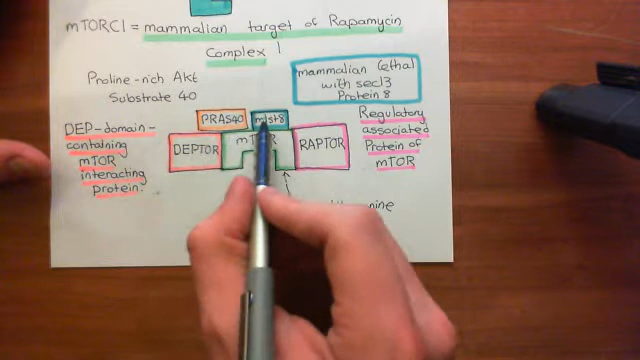 mTORC1 = mammalian target of Rapamycin
Complex 1
Proline-rich Akt
Substrate 40
mammalian lethal
with sec13
Protein 8
PRAS40
mlst8
DEP-domain-
containing
mTOR
interacting
protein.
DEPTOR
mTOR
RAPTOR
Regulatory
associated
Protein of
mTOR